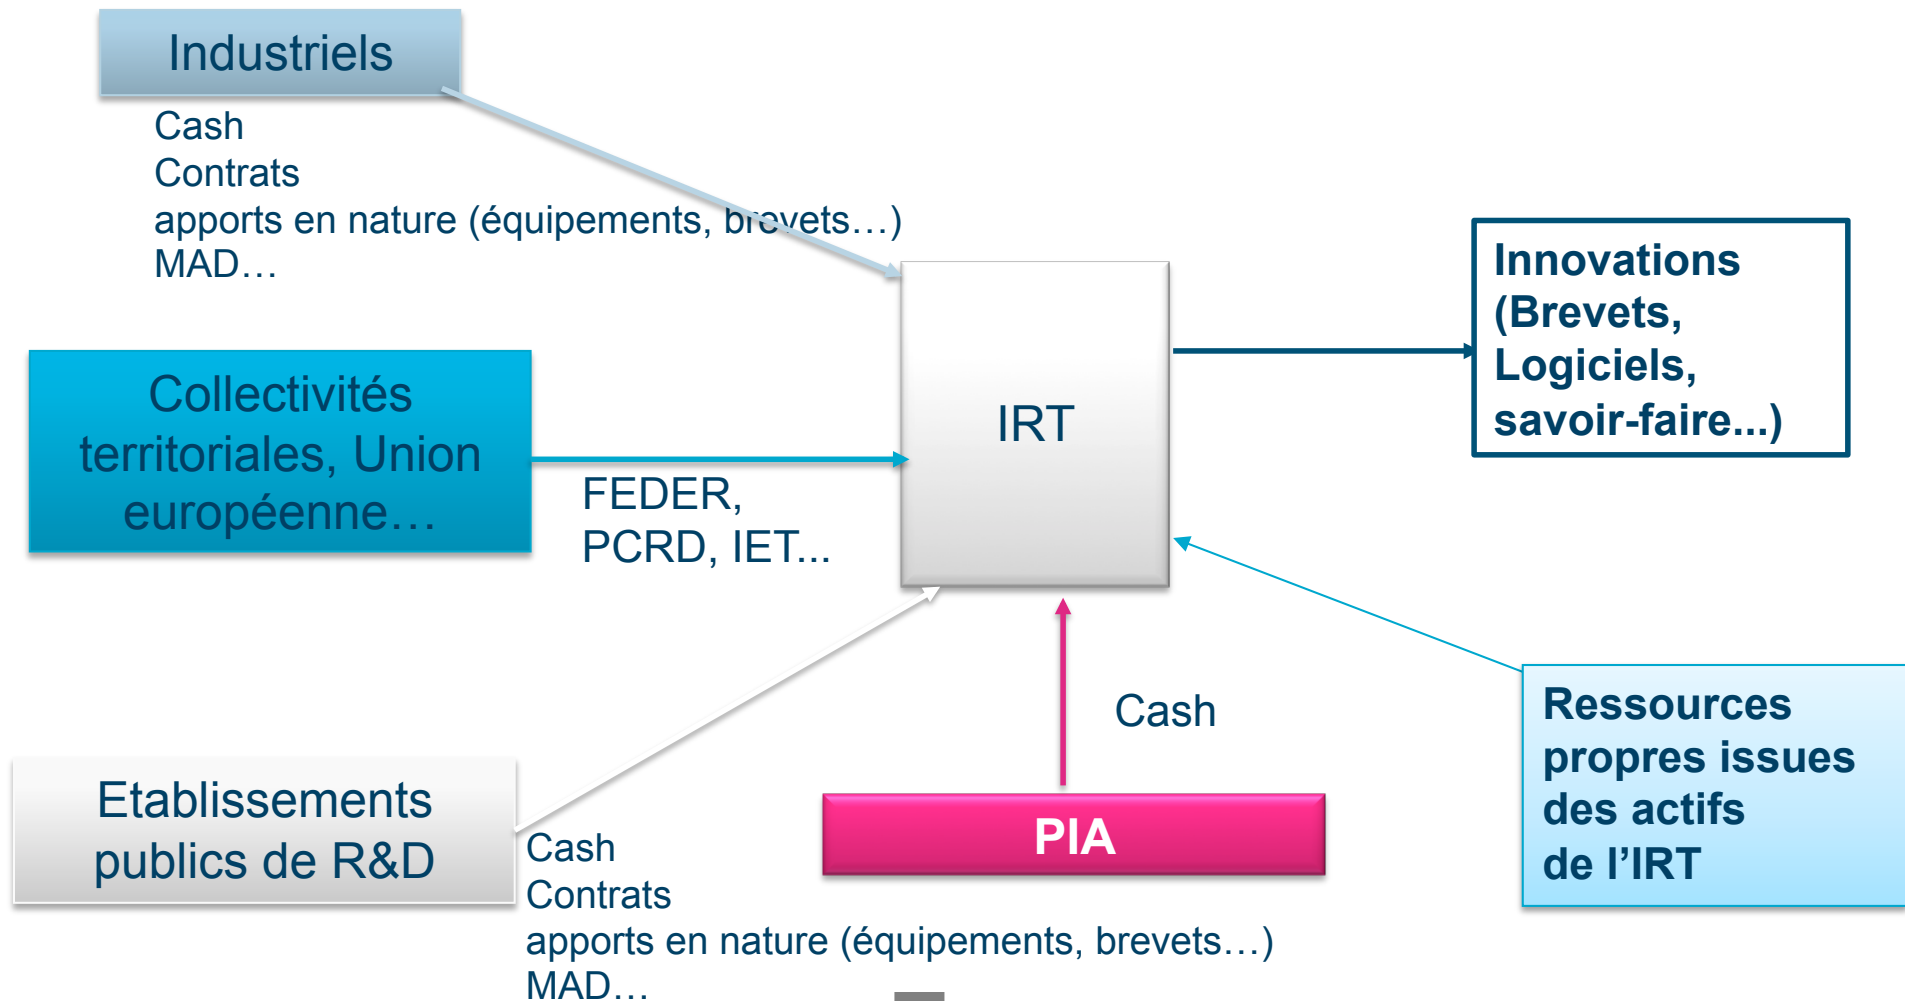 Industriels
Cash
Contrats
apports en nature (équipements, brevets…)
MAD…
Collectivités
territoriales, Union
européenne…
FEDER,
PCRD, IET...
IRT
Innovations
(Brevets,
Logiciels,
savoir-faire...)
Etablissements
publics de R&D
Cash
Contrats
apports en nature (équipements, brevets…)
MAD…
Cash
PIA
Ressources
propres issues
des actifs
de l’IRT